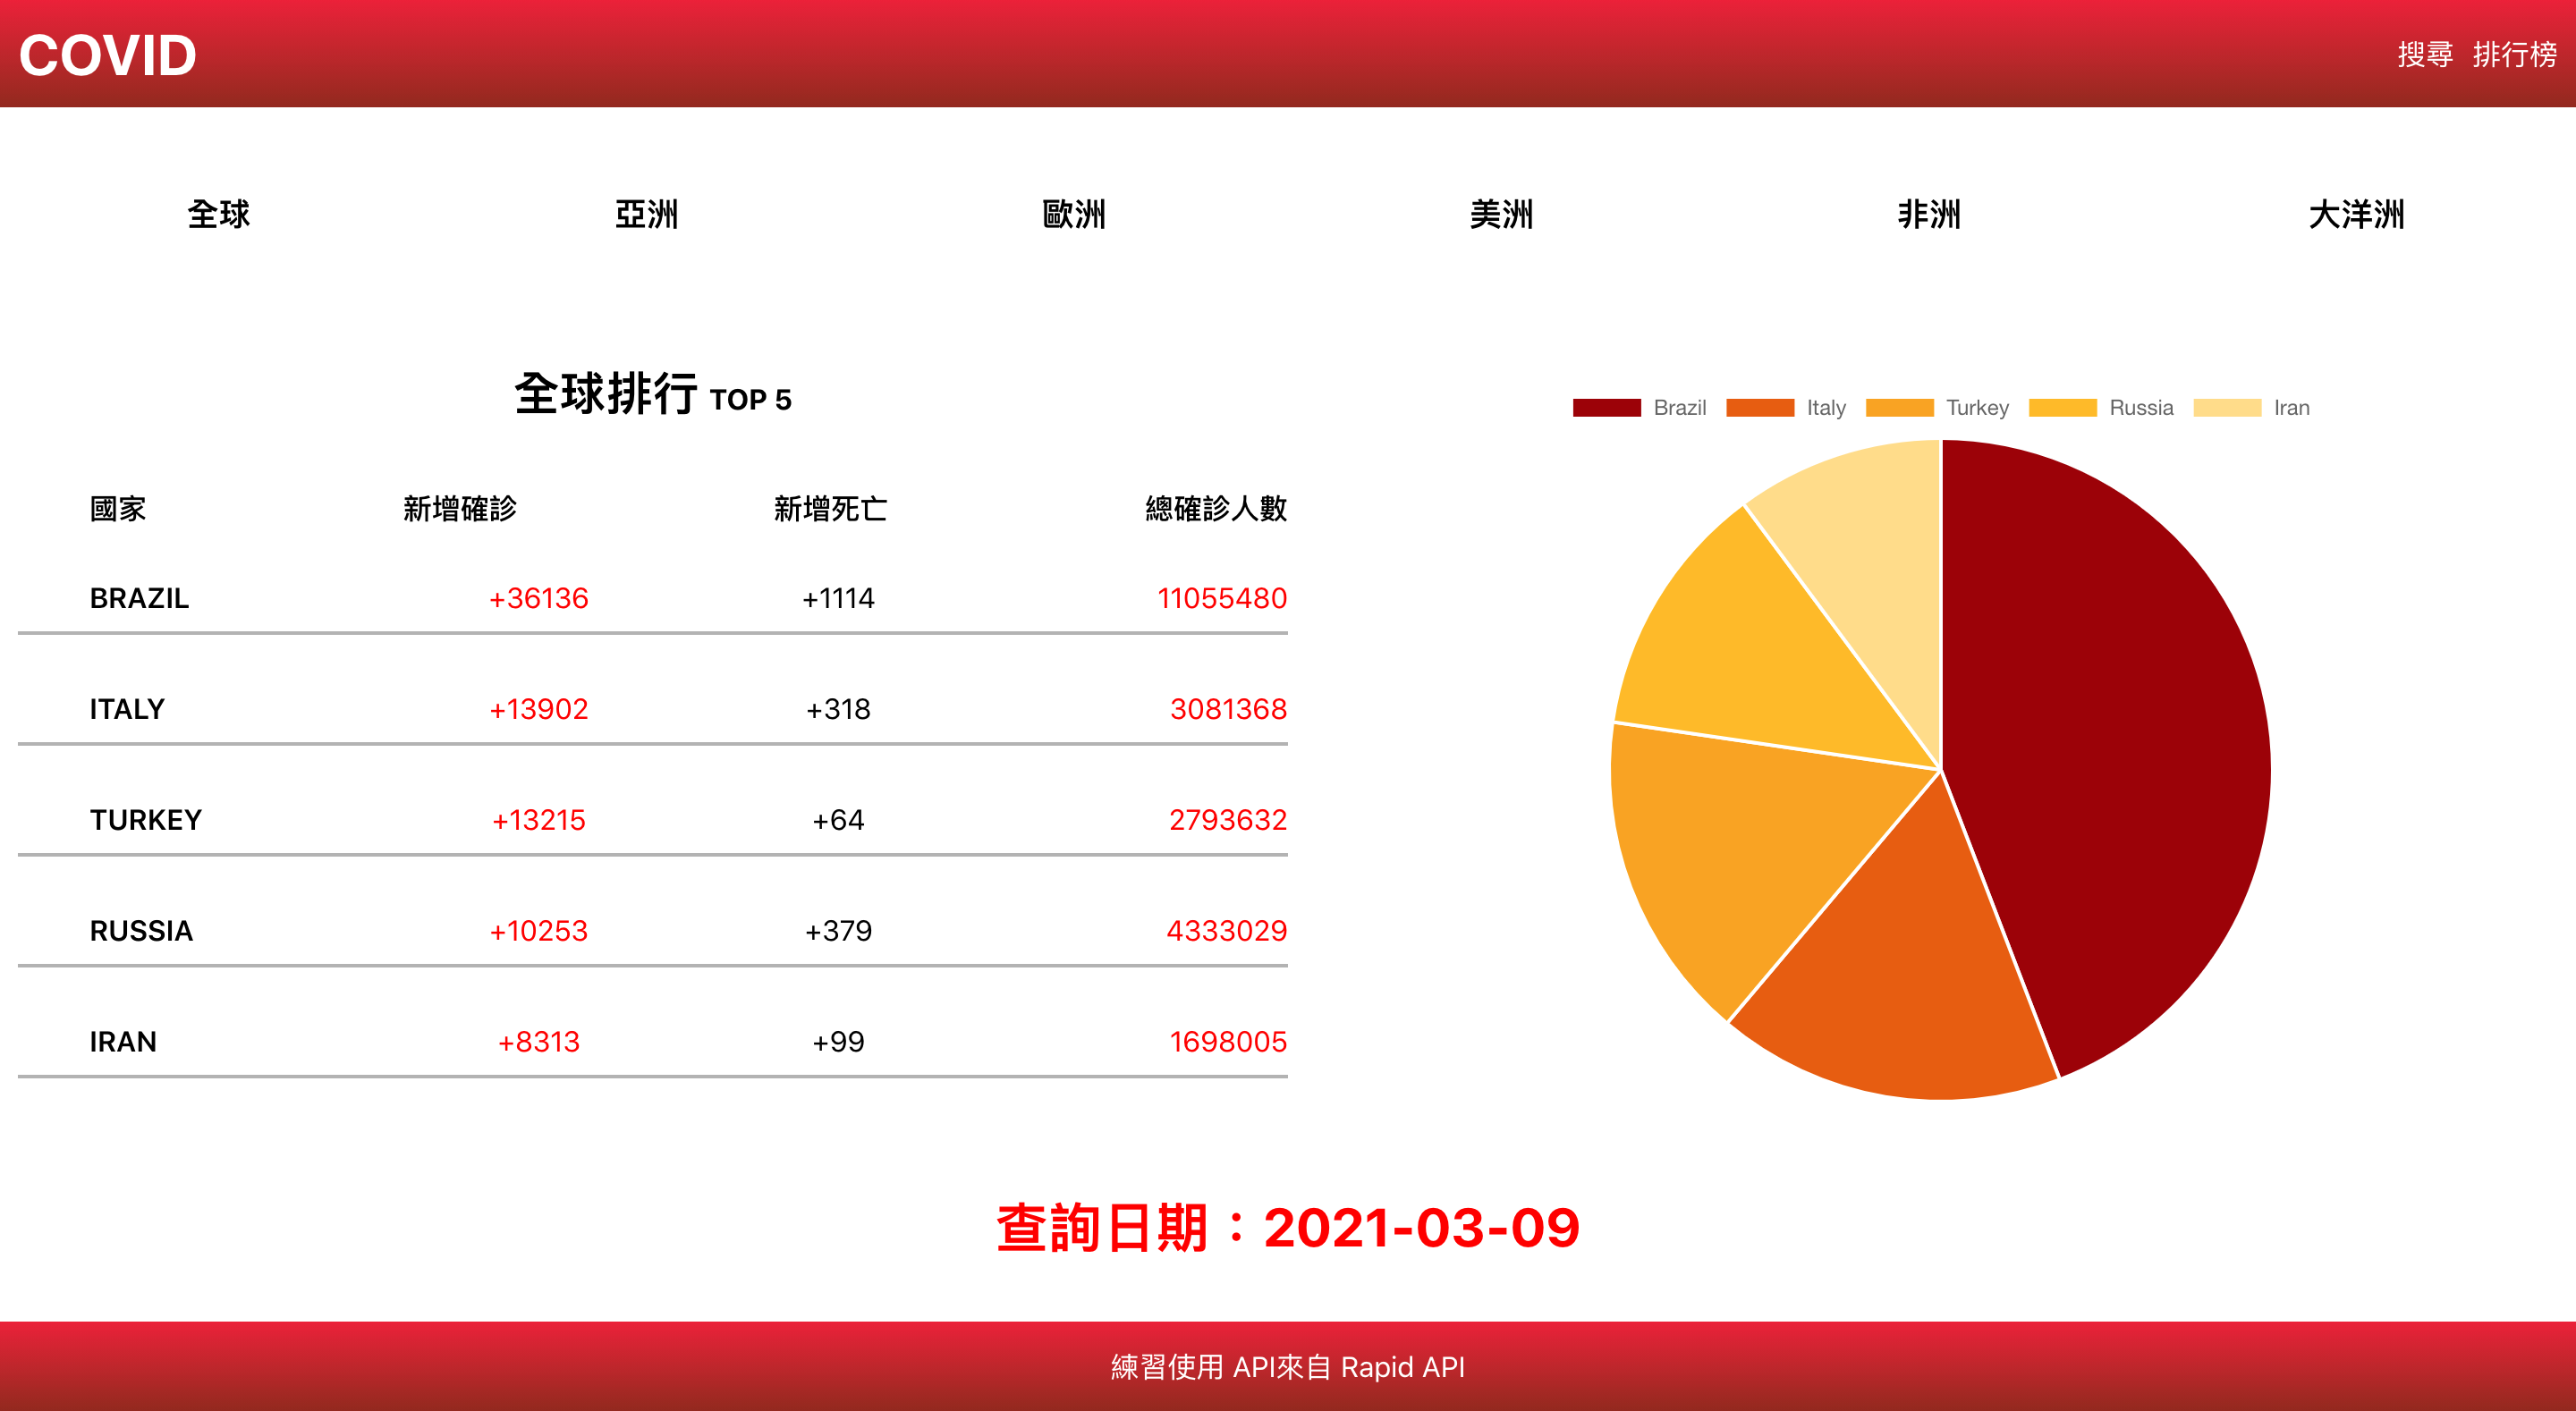 COVID
搜尋 排行榜
全球 亞洲 歐洲 美洲 非洲 大洋洲
全球排行 TOP 5
國家 新增確診 新增死亡 總確診人數
BRAZIL +36136 +1114 11055480
ITALY +13902 +318 3081368
TURKEY +13215 +64 2793632
RUSSIA +10253 +379 4333029
IRAN +8313 +99 1698005
Brazil Italy Turkey Russia Iran
查詢日期：2021-03-09
練習使用 API來自 Rapid API